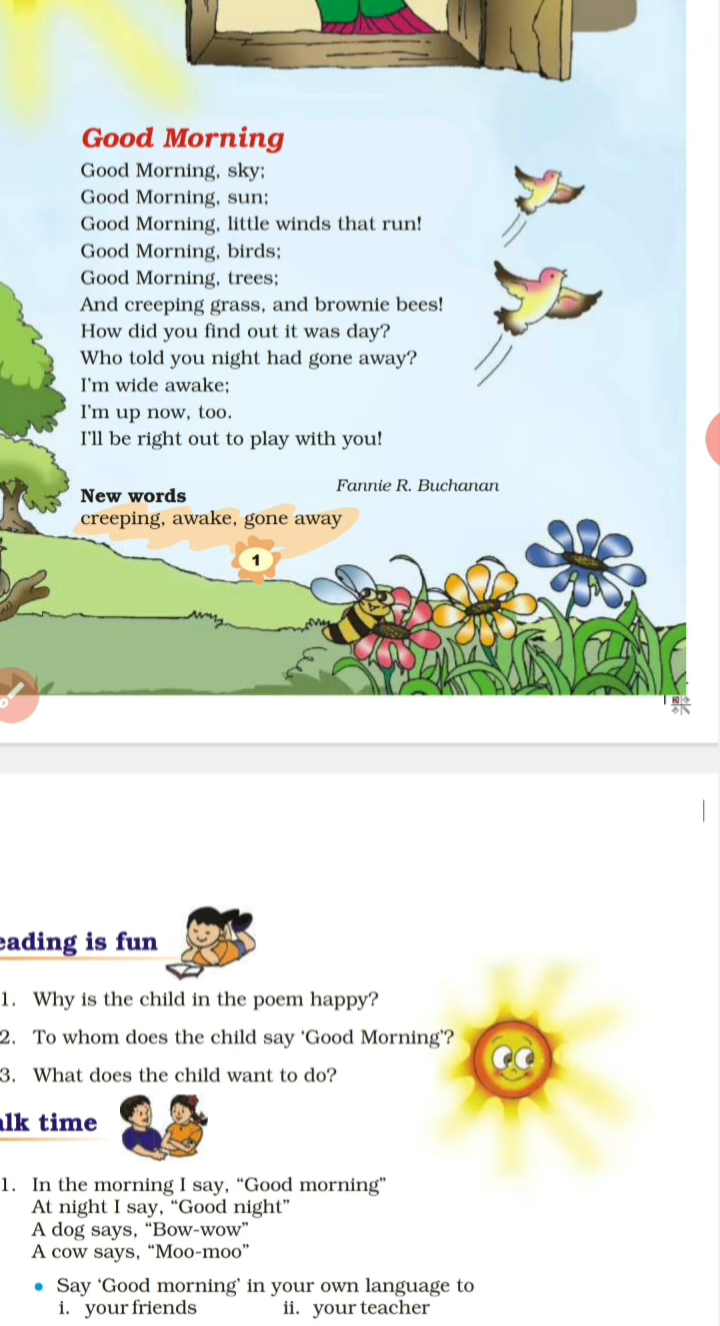 Good Morning
Good Morning, sky;
Good Morning, sun;
Good Morning, little winds that run!
Good Morning, birds;
Good Morning, trees;
And creeping grass, and brownie bees!
How did you find out it was day?
Who told you night had gone away?
I'm wide awake;
I'm up now, too.
I'll be right out to play with you!
Fannie R. Buchanan
New words
creeping, awake, gone away
1
eading is fun
1. Why is the child in the poem happy?
2. To whom does the child say ‘Good Morning’?
3. What does the child want to do?
alk time
1. In the morning I say, “Good morning”
At night I say, “Good night”
A dog says, “Bow-wow”
A cow says, “Moo-moo”
• Say ‘Good morning’ in your own language to
i. your friends ii. your teacher